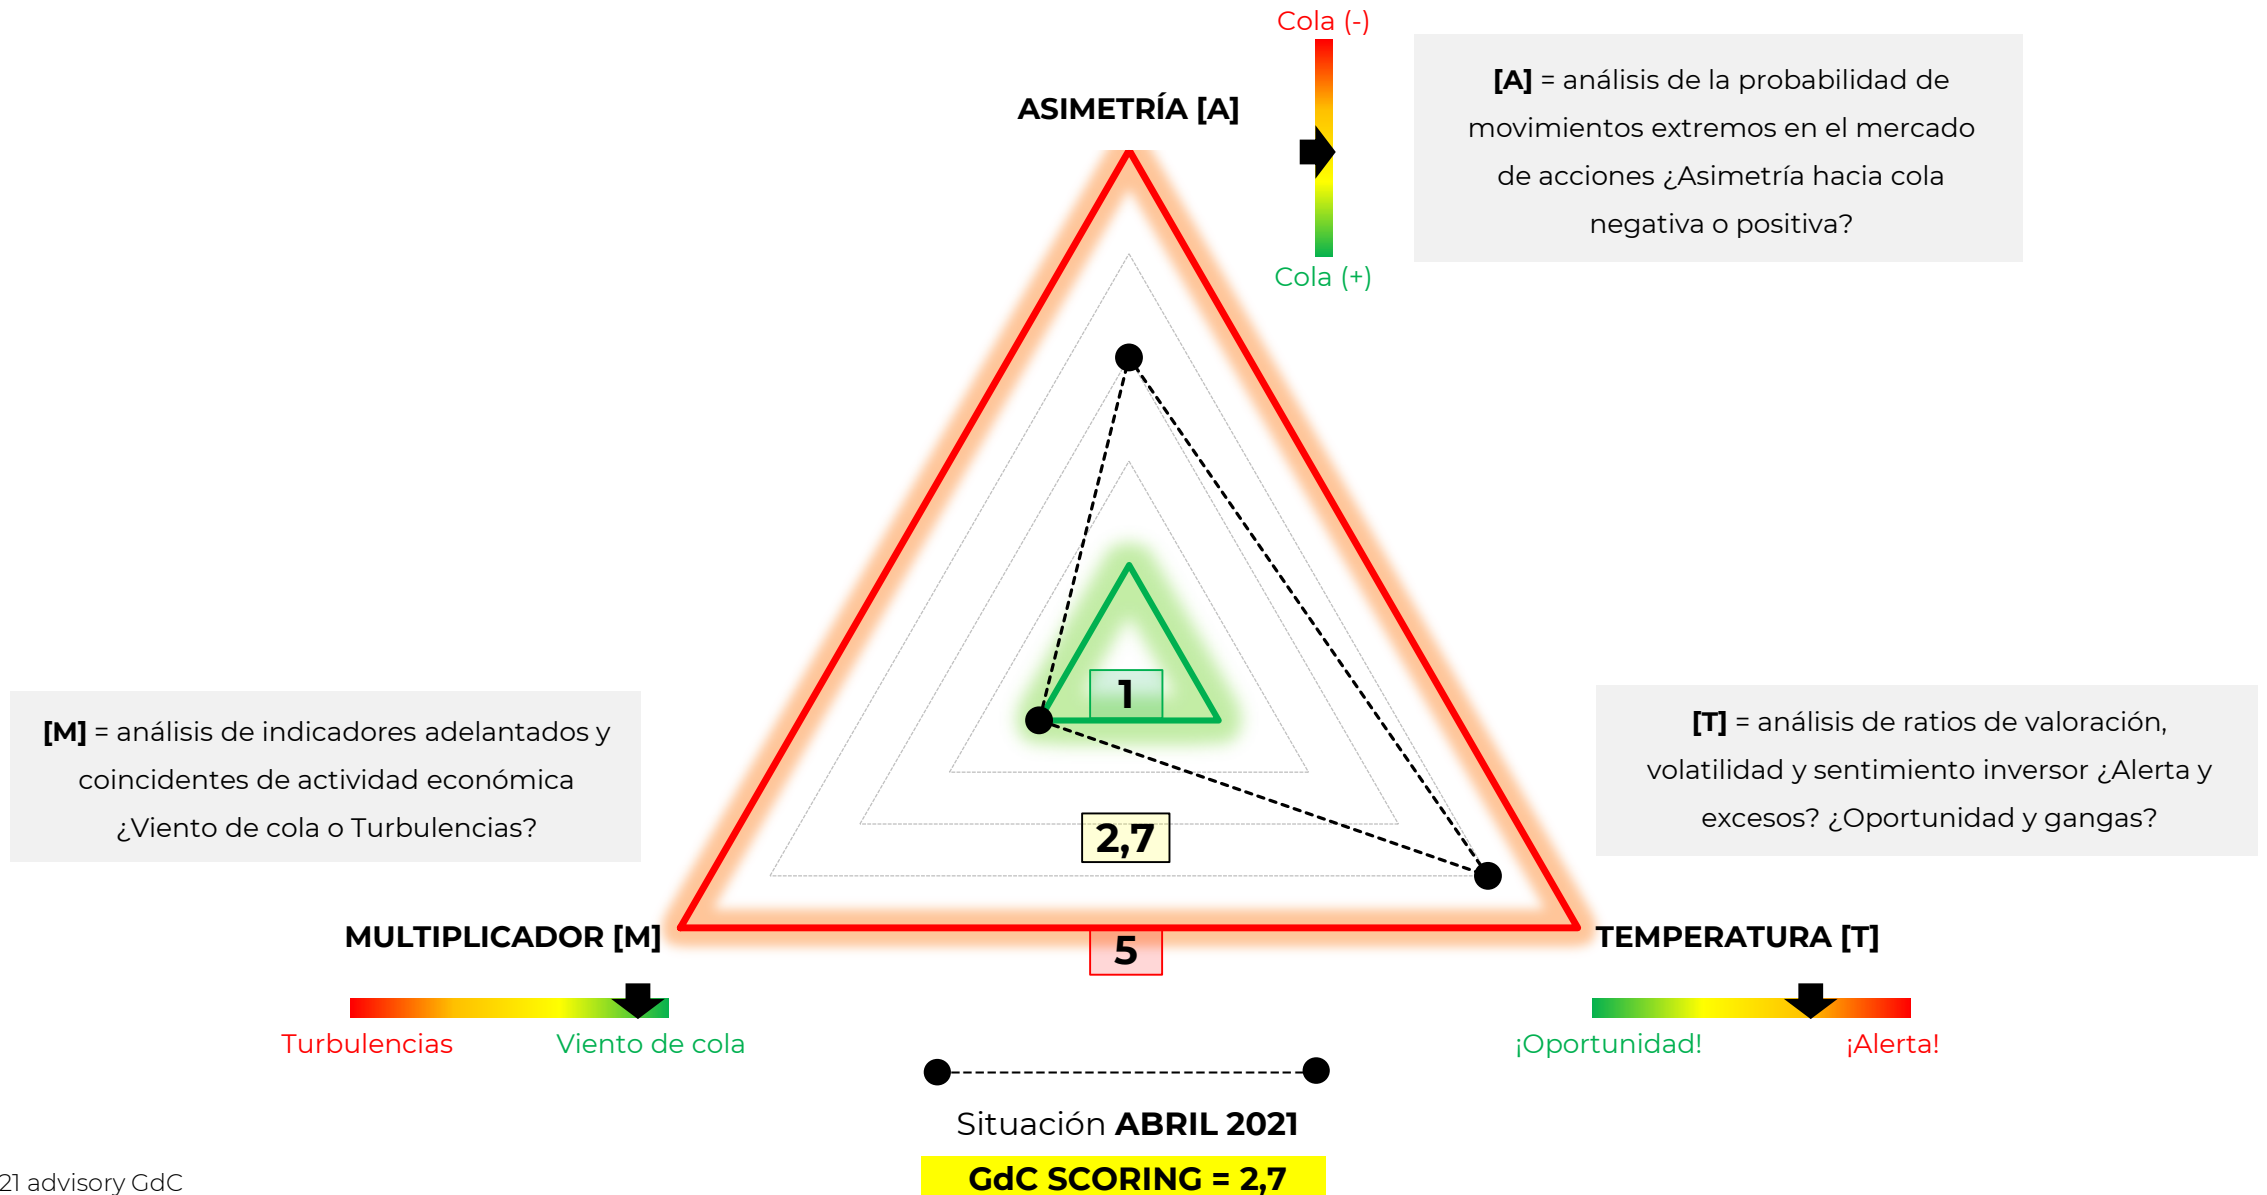 Cola (-)
ASIMETRÍA [A]
[A] = análisis de la probabilidad de
movimientos extremos en el mercado
de acciones ¿Asimetría hacia cola
negativa o positiva?
Cola (+)
1
[M] = análisis de indicadores adelantados y
coincidentes de actividad económica
¿Viento de cola o Turbulencias?
[T] = análisis de ratios de valoración,
volatilidad y sentimiento inversor ¿Alerta y
excesos? ¿Oportunidad y gangas?
2,7
MULTIPLICADOR [M]
5
TEMPERATURA [T]
Turbulencias
Viento de cola
¡Oportunidad!
¡Alerta!
Situación ABRIL 2021
GdC SCORING = 2,7
21 advisory GdC